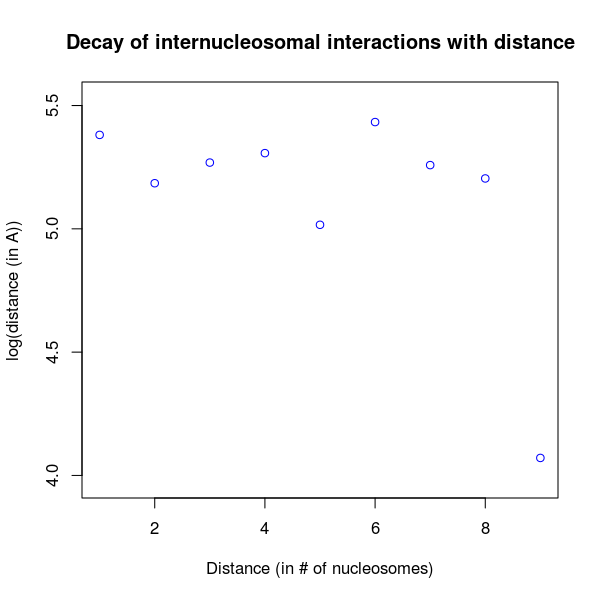 Decay of internucleosomal interactions with distance
5.5
5.0
4.5
4.0
log(distance (in A))
2 4 6 8
Distance (in # of nucleosomes)